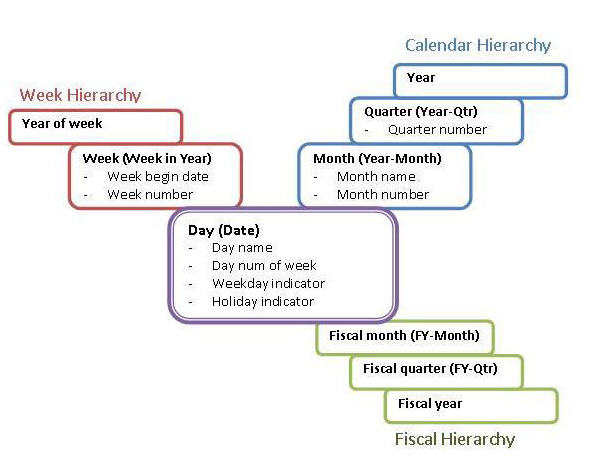 Calendar Hierarchy
Year
Week Hierarchy
Year of week
Quarter (Year-Qtr)
- Quarter number
Week (Week in Year)
- Week begin date
- Week number
Month (Year-Month)
- Month name
- Month number
Day (Date)
- Day name
- Day num of week
- Weekday indicator
- Holiday indicator
Fiscal month (FY-Month)
Fiscal quarter (FY-Qtr)
Fiscal year
Fiscal Hierarchy